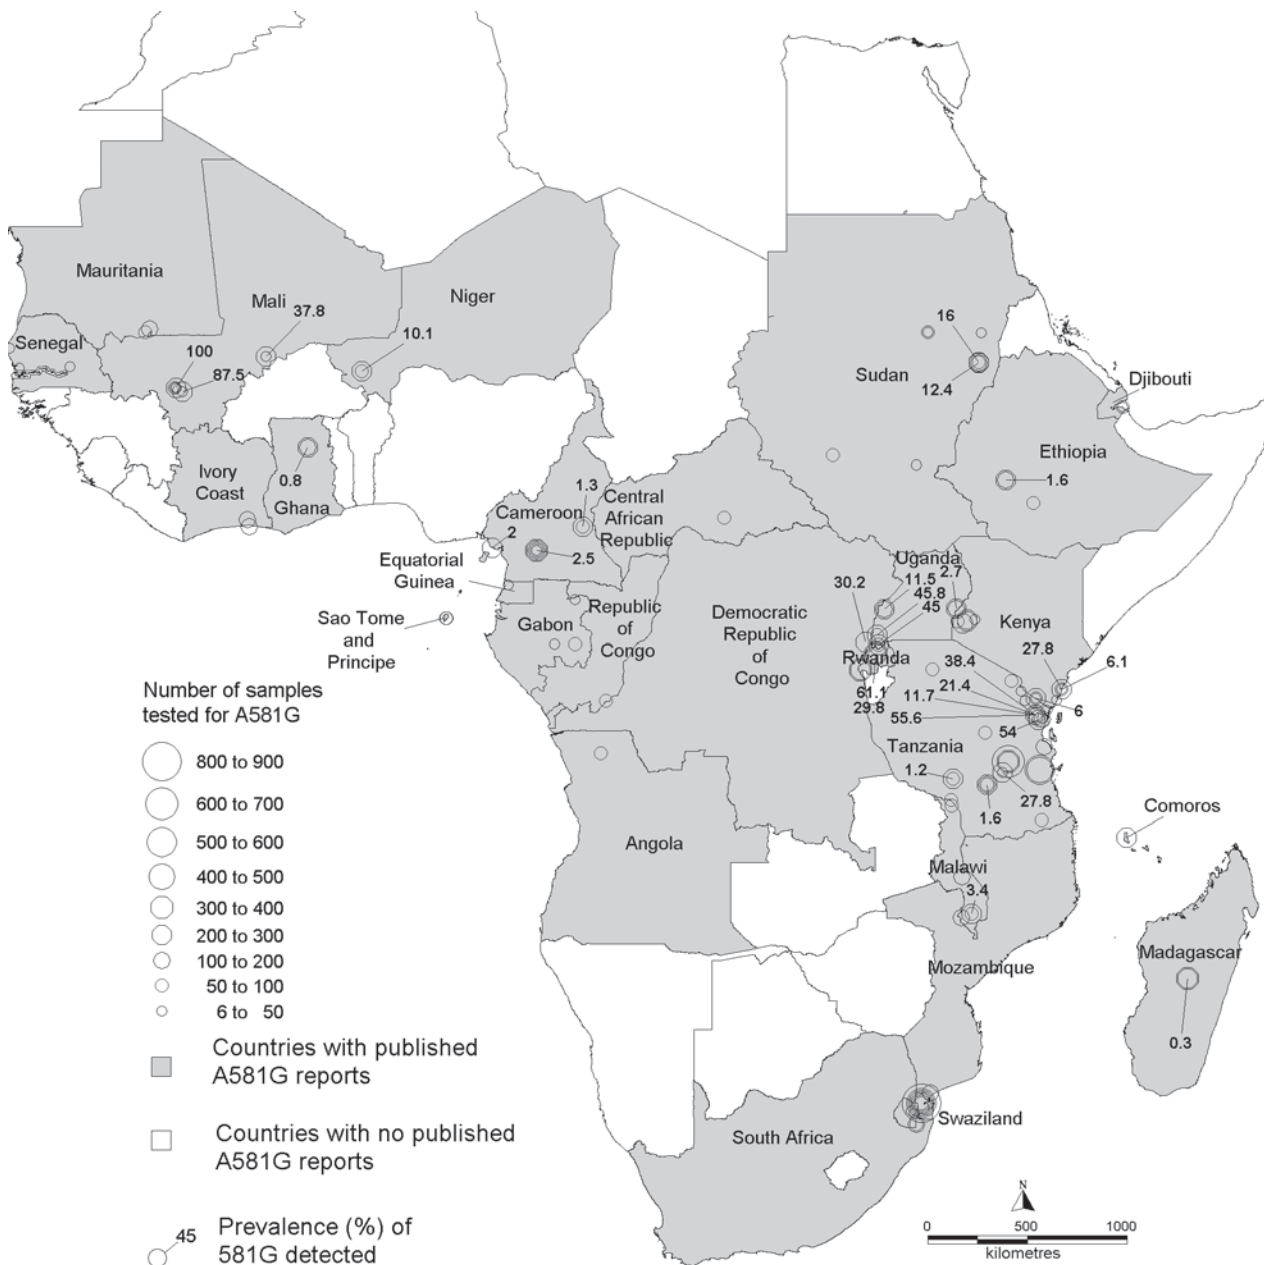 Mauritania
Mali
37.8
Niger
10.1
Senegal
100
87.5
16
Sudan
12.4
Djibouti
Ethiopia
1.6
Ivory
Coast
0.8
Ghana
1.3
Central
African
Republic
Cameroon
2
2.5
Equatorial
Guinea
Sao Tome
and
Principe
Gabon
Republic
of
Congo
Democratic
Republic
of
Congo
Uganda
30.2
11.5
2.7
45.8
45
Kenya
Rwanda
38.4
27.8
6.1
61.1
21.4
11.7
6
29.8
55.6
54
Tanzania
1.2
27.8
1.6
Comoros
Angola
Malawi
3.4
Mozambique
Madagascar
0.3
South Africa
Swaziland
Number of samples
tested for A581G
800 to 900
600 to 700
500 to 600
400 to 500
300 to 400
200 to 300
100 to 200
50 to 100
6 to 50
Countries with published
A581G reports
Countries with no published
A581G reports
45
Prevalence (%) of
581G detected
N
0 500 1000
kilometres